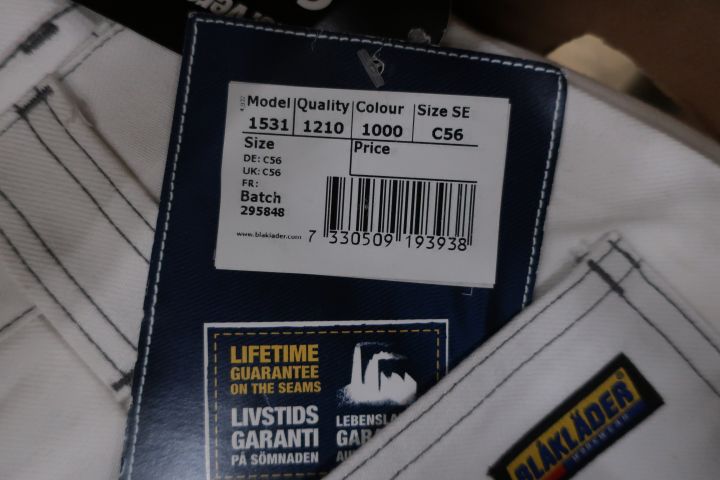 Model Quality Colour Size SE
1531 1210 1000 C56
Size Price
DE: C56
UK: C56
FR:
Batch
295848
www.blaklader.com
7 330509 193938
LIFETIME
GUARANTEE
ON THE SEAMS
LIVSTIDS
GARANTI
PÅ SÖMNADEN
BLÅKLÄDER
WORKWEAR